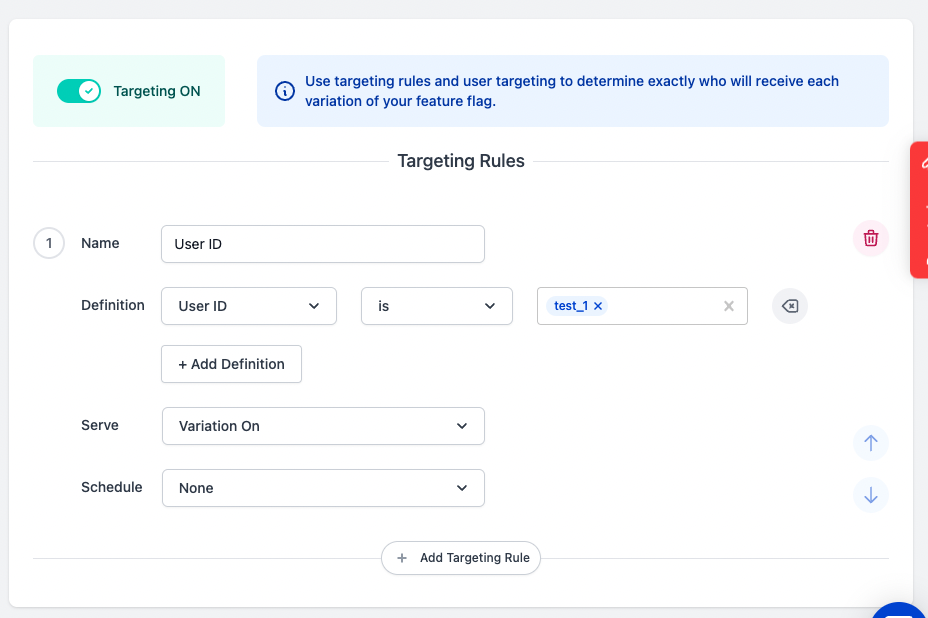 Targeting ON
Use targeting rules and user targeting to determine exactly who will receive each
variation of your feature flag.
Targeting Rules
1 Name User ID
Definition User ID is test_1
+ Add Definition
Serve Variation On
Schedule None
+ Add Targeting Rule